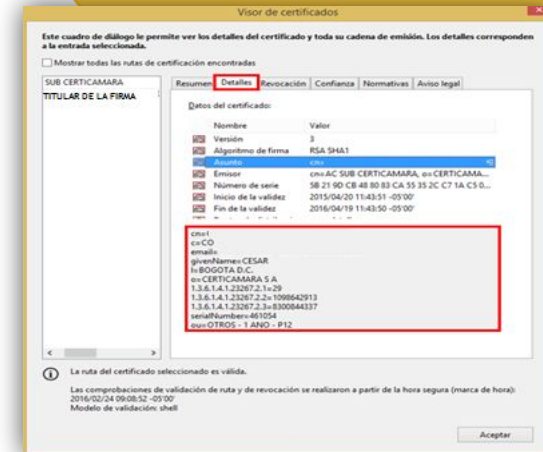 Visor de certificados
Este cuadro de diálogo le permite ver los detalles del certificado y toda su cadena de emisión. Los detalles corresponden
a la entrada seleccionada.
Mostrar todas las rutas de certificación encontradas
SUB CERTICAMARA
TITULAR DE LA FIRMA
Resumen Detalles Revocación Confianza Normativas Aviso legal
Datos del certificado:
Nombre Valor
Versión 3
Algoritmo de firma RSA SHA1
Asunto cn=
Emisor cn=AC SUB CERTICAMARA, o=CERTICAMA...
Número de serie 5B 21 9D CB 48 80 83 CA 55 35 2C C7 1A C5 0...
Inicio de la validez 2015/04/20 11:43:51 -05'00'
Fin de la validez 2016/04/19 11:43:50 -05'00'
c=CO
email=
givenName=CESAR
l=BOGOTA D.C.
o=CERTICAMARA S A
1.3.6.1.4.1.23267.2.1=29
1.3.6.1.4.1.23267.2.2=1098642913
1.3.6.1.4.1.23267.2.3=8300844337
serialNumber=461054
ou=OTROS - 1 ANO - P12
La ruta del certificado seleccionado es válida.
Las comprobaciones de validación de ruta y de revocación se realizaron a partir de la hora segura (marca de hora):
2016/02/24 09:08:52 -05'00'
Modelo de validación: shell
Aceptar